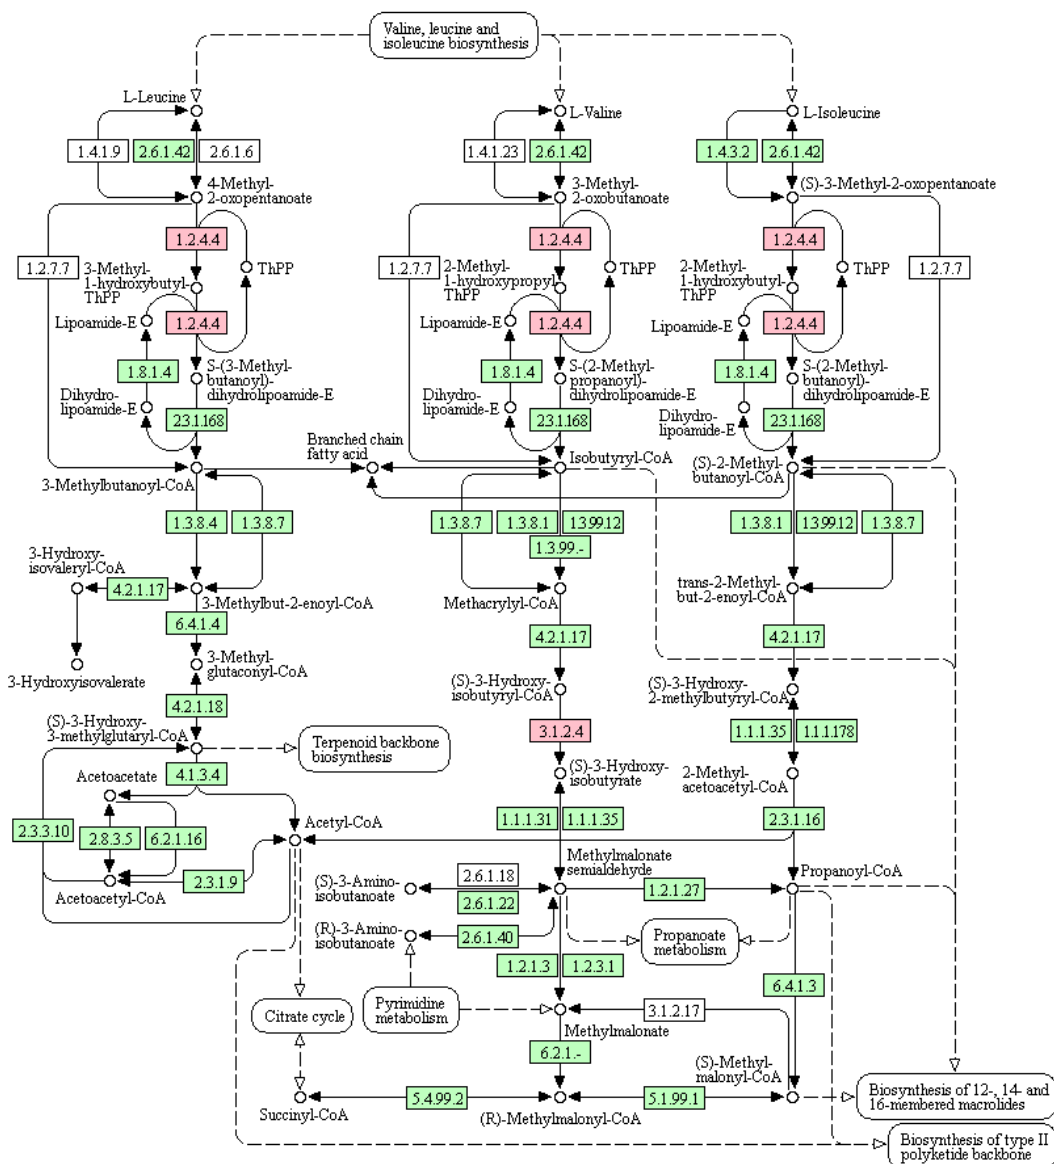 Valine, leucine and
isoleucine biosynthesis
L-Leucine
L-Valine
L-Isoleucine
1.4.1.9
2.6.1.42
2.6.1.6
1.4.1.23
2.6.1.42
1.4.3.2
2.6.1.42
4-Methyl-
2-oxopentanoate
3-Methyl-
2-oxobutanoate
(S)-3-Methyl-2-oxopentanoate
1.2.4.4
1.2.4.4
1.2.4.4
1.2.7.7
ThPP
1.2.7.7
ThPP
ThPP
1.2.7.7
3-Methyl-
1-hydroxybutyl-
ThPP
2-Methyl-
1-hydroxypropyl-
ThPP
2-Methyl-
1-hydroxybutyl-
ThPP
Lipoamide-E
1.2.4.4
Lipoamide-E
1.2.4.4
Lipoamide-E
1.2.4.4
1.8.1.4
1.8.1.4
1.8.1.4
S-(3-Methyl-
butanoyl)-
dihydrolipoamide-E
S-(2-Methyl-
propanoyl)-
dihydrolipoamide-E
S-(2-Methyl-
butanoyl)-
dihydrolipoamide-E
Dihydro-
lipoamide-E
Dihydro-
lipoamide-E
Dihydro-
lipoamide-E
2.3.1.168
2.3.1.168
2.3.1.168
Branched chain
fatty acid
3-Methylbutanoyl-CoA
Isobutyryl-CoA
(S)-2-Methyl-
butanoyl-CoA
1.3.8.4
1.3.8.7
1.3.8.7
1.3.8.1
1.3.99.12
1.3.99.-
1.3.8.1
1.3.99.12
1.3.8.7
3-Hydroxy-
isovaleryl-CoA
4.2.1.17
3-Methylbut-2-enoyl-CoA
Methacrylyl-CoA
trans-2-Methyl-
but-2-enoyl-CoA
6.4.1.4
4.2.1.17
4.2.1.17
3-Hydroxyisovalerate
3-Methyl-
glutaconyl-CoA
(S)-3-Hydroxy-
isobutyryl-CoA
(S)-3-Hydroxy-
2-methylbutyryl-CoA
4.2.1.18
(S)-3-Hydroxy-
3-methylglutaryl-CoA
Terpenoid backbone
biosynthesis
3.1.2.4
1.1.1.35
1.1.1.178
4.1.3.4
(S)-3-Hydroxy-
isobutyrate
2-Methyl-
acetoacetyl-CoA
Acetoacetate
2.3.3.10
2.8.3.5
6.2.1.16
Acetyl-CoA
1.1.1.31
1.1.1.35
2.3.1.16
2.3.1.9
Acetoacetyl-CoA
Methylmalonate
semialdehyde
Propanoyl-CoA
(S)-3-Amino-
isobutanoate
2.6.1.18
2.6.1.22
1.2.1.27
(R)-3-Amino-
isobutanoate
2.6.1.40
Propanoate
metabolism
1.2.1.3
1.2.3.1
6.4.1.3
Citrate cycle
Pyrimidine
metabolism
3.1.2.17
Methylmalonate
6.2.1.-
(S)-Methyl-
malonyl-CoA
Succinyl-CoA
5.4.99.2
(R)-Methylmalonyl-CoA
5.1.99.1
Biosynthesis of 12-, 14- and
16-membered macrolides
Biosynthesis of type II
polyketide backbone